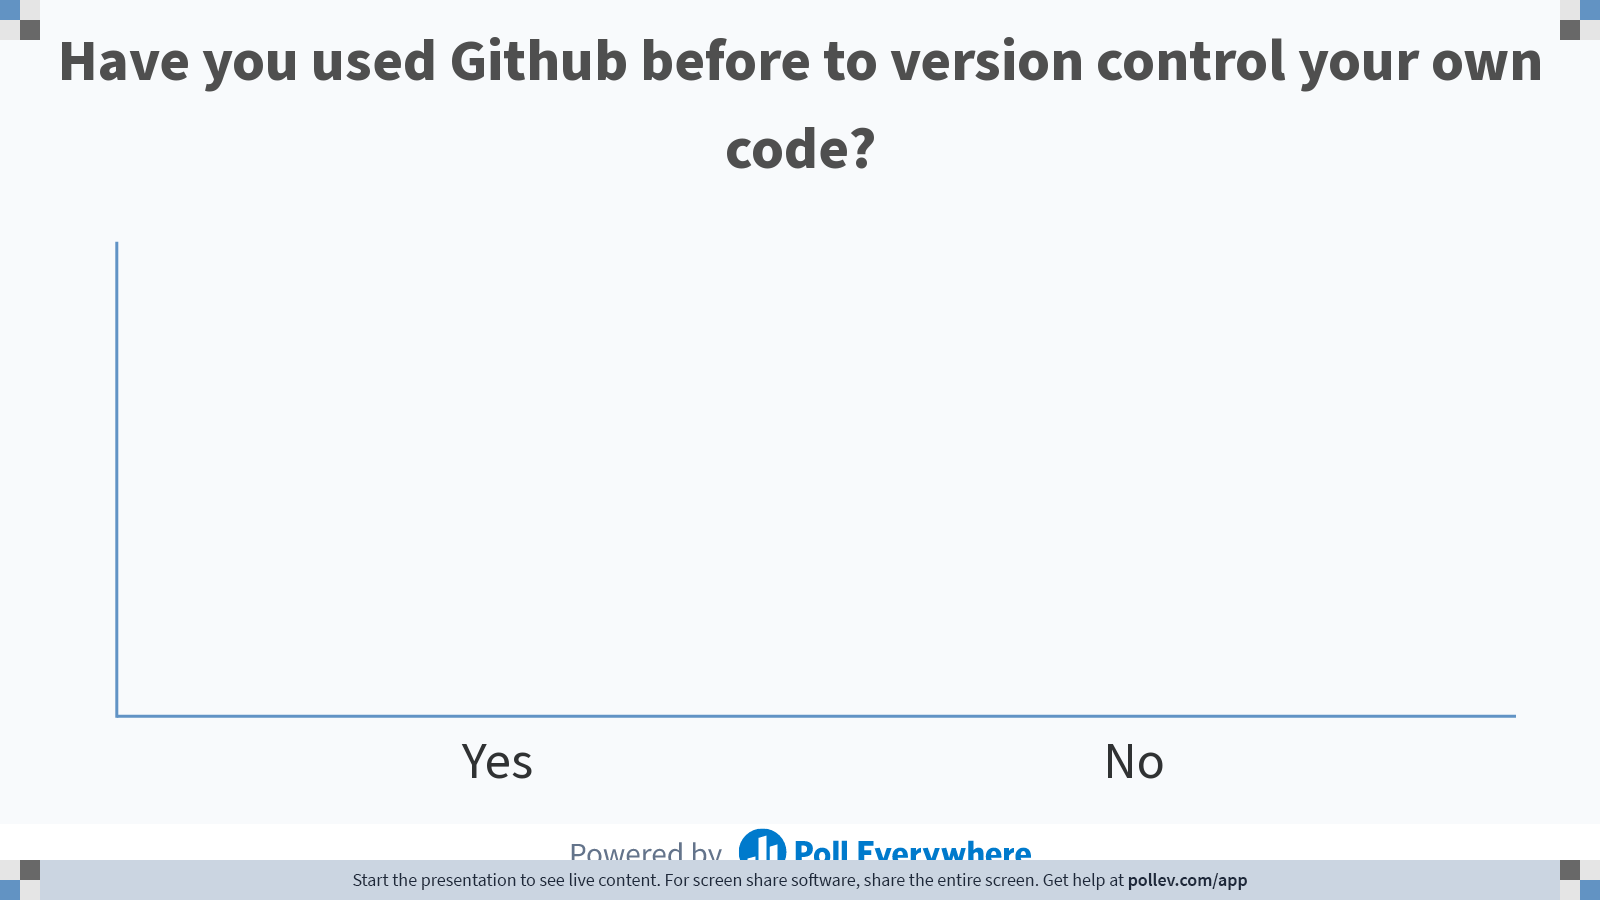 Have you used Github before to version control your own
code?
Yes
No
Powered by Poll Everywhere
Start the presentation to see live content. For screen share software, share the entire screen. Get help at pollev.com/app